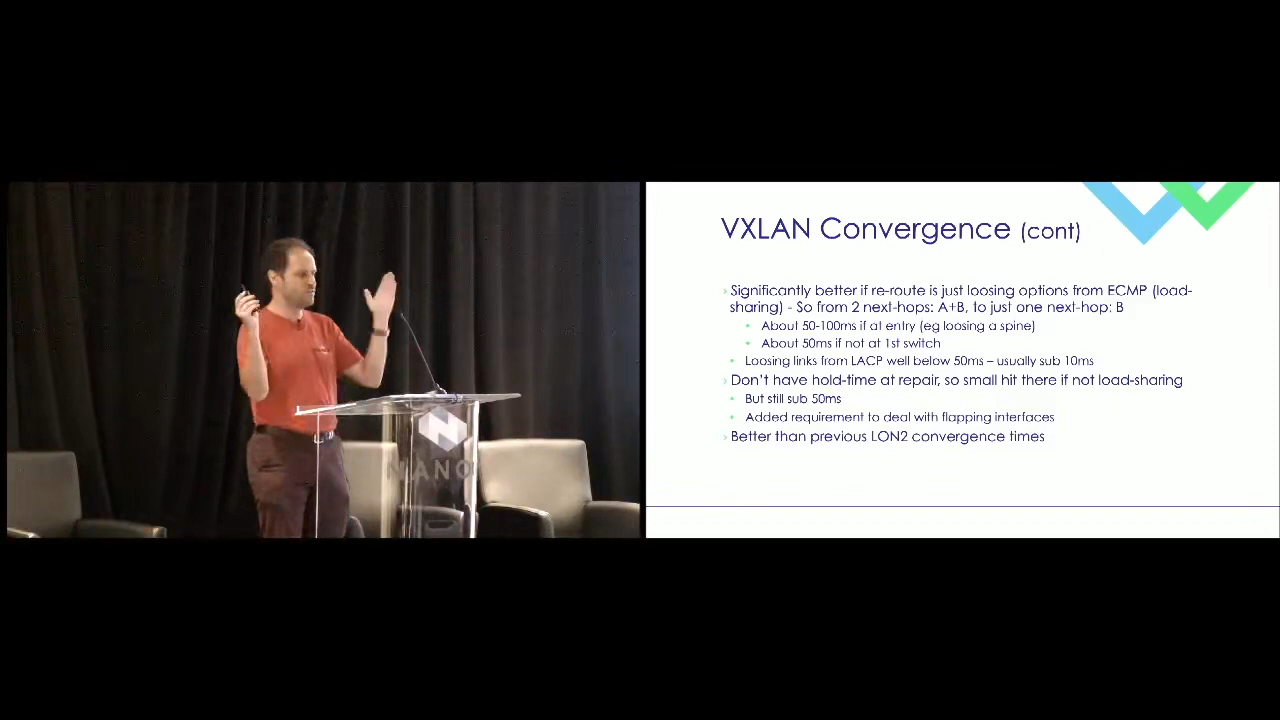 NANO
VXLAN Convergence (cont)
› Significantly better if re-route is just loosing options from ECMP (load-
sharing) - So from 2 next-hops: A+B, to just one next-hop: B
• About 50-100ms if at entry (eg loosing a spine)
• About 50ms if not at 1st switch
• Loosing links from LACP well below 50ms – usually sub 10ms
› Don't have hold-time at repair, so small hit there if not load-sharing
• But still sub 50ms
• Added requirement to deal with flapping interfaces
› Better than previous LON2 convergence times